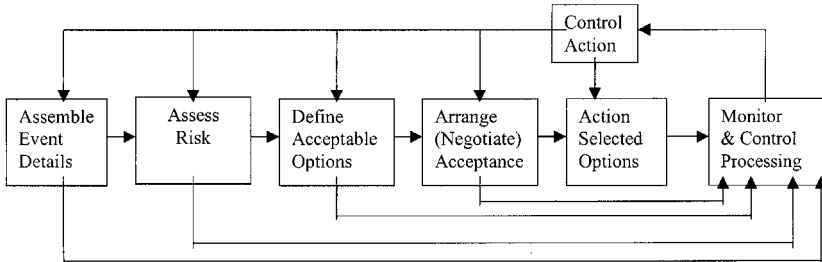 Control
Action
Assemble
Event
Details
Assess
Risk
Define
Acceptable
Options
Arrange
(Negotiate)
Acceptance
Action
Selected
Options
Monitor
& Control
Processing